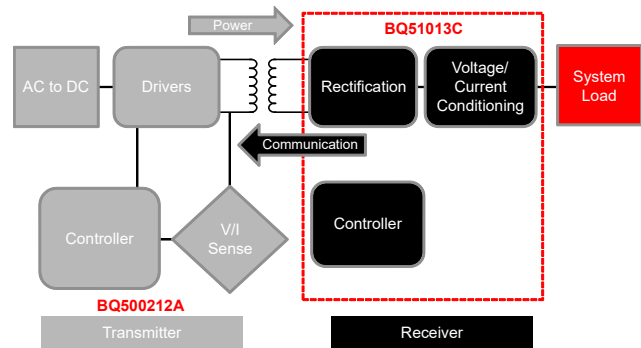 Power
BQ51013C
AC to DC
Drivers
Rectification
Voltage/
Current
Conditioning
System
Load
Communication
Controller
V/I
Sense
Controller
BQ500212A
Transmitter
Receiver